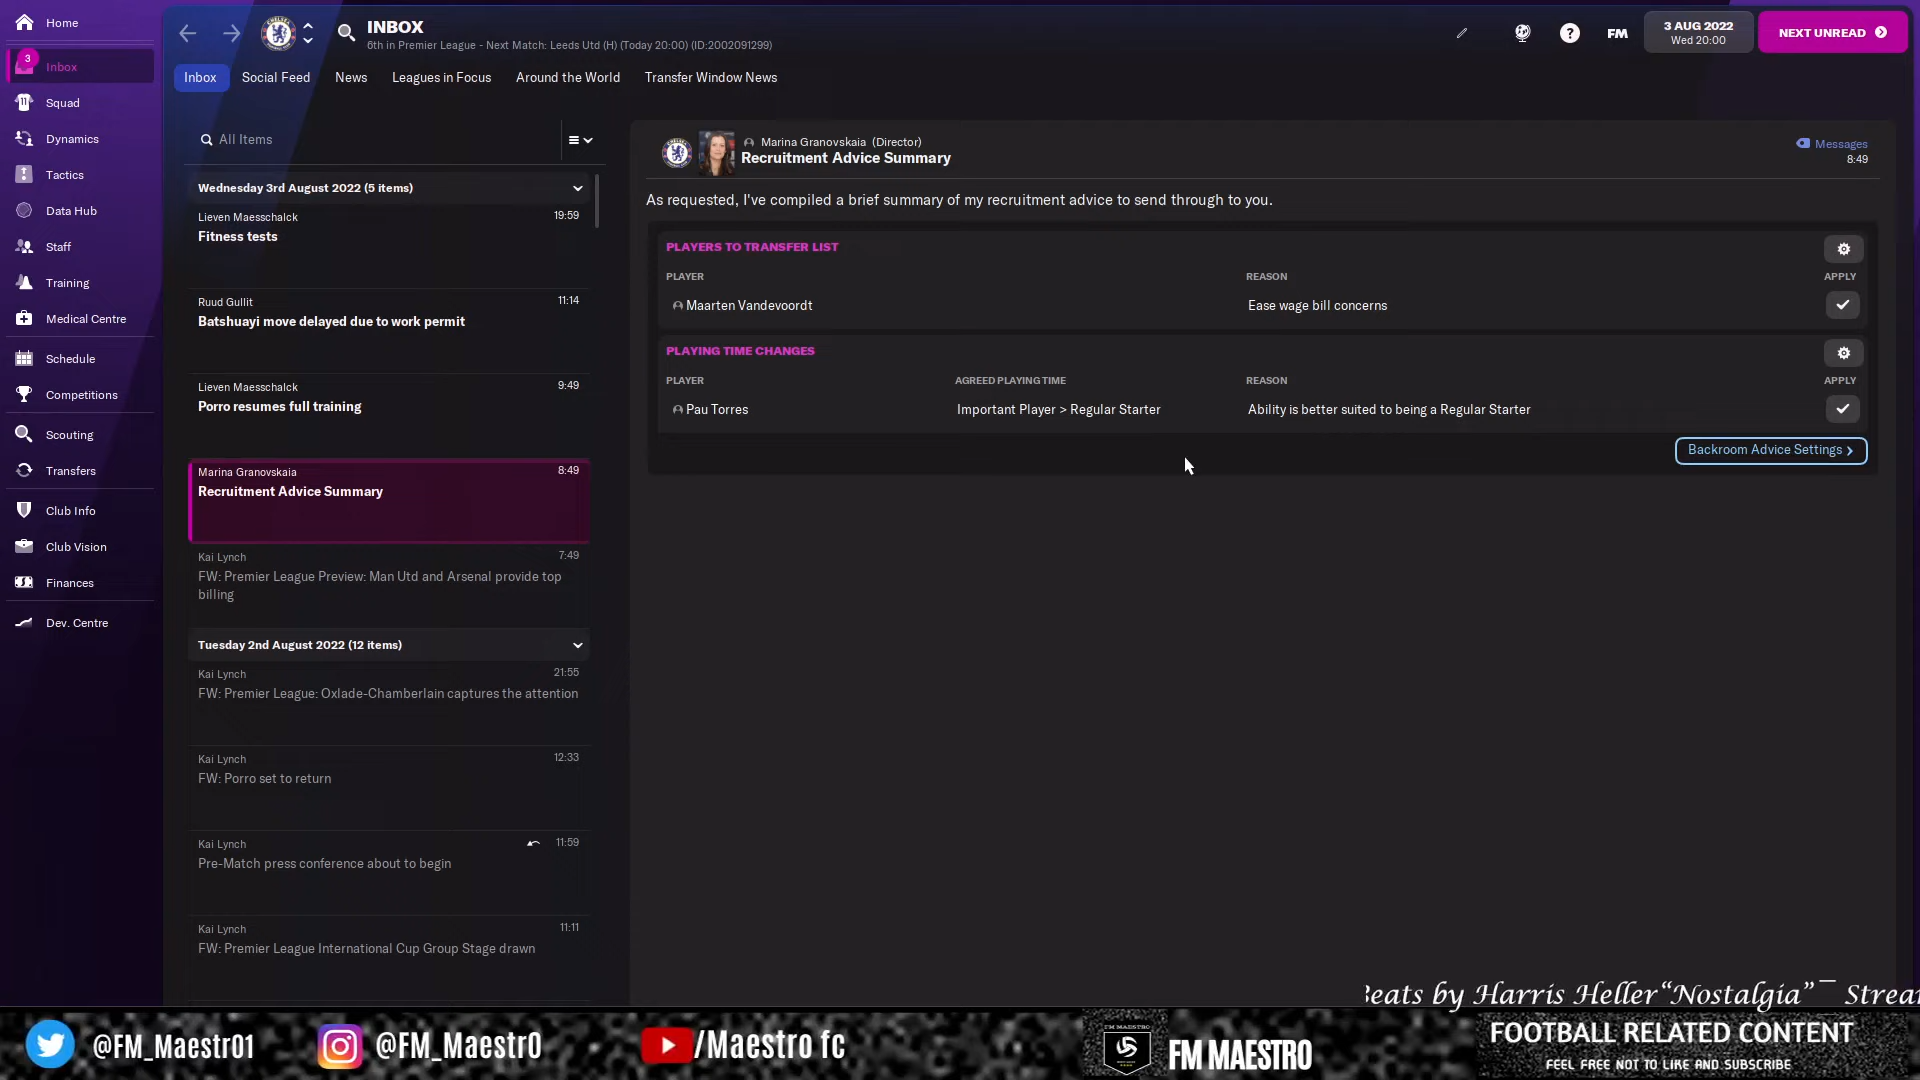 Home
3
Inbox
Squad
Dynamics
Tactics
Data Hub
Staff
Training
Medical Centre
Schedule
Competitions
Scouting
Transfers
Club Info
Club Vision
Finances
Dev. Centre
INBOX
6th in Premier League - Next Match: Leeds Utd (H) (Today 20:00) (ID:2002091299)
FM
3 AUG 2022
Wed 20:00
NEXT UNREAD
Inbox Social Feed News Leagues in Focus Around the World Transfer Window News
All Items
Wednesday 3rd August 2022 (5 items)
Lieven Maesschalck 19:59
Fitness tests
Ruud Gullit 11:14
Batshuayi move delayed due to work permit
Lieven Maesschalck 9:49
Porro resumes full training
Marina Granovskaia 8:49
Recruitment Advice Summary
Kai Lynch 7:49
FW: Premier League Preview: Man Utd and Arsenal provide top
billing
Tuesday 2nd August 2022 (12 items)
Kai Lynch 21:55
FW: Premier League: Oxlade-Chamberlain captures the attention
Kai Lynch 12:33
FW: Porro set to return
Kai Lynch 11:59
Pre-Match press conference about to begin
Kai Lynch 11:11
FW: Premier League International Cup Group Stage drawn
Marina Granovskaia (Director)
Recruitment Advice Summary
Messages
8:49
As requested, I've compiled a brief summary of my recruitment advice to send through to you.
PLAYERS TO TRANSFER LIST
PLAYER REASON APPLY
Maarten Vandevoordt Ease wage bill concerns
PLAYING TIME CHANGES
PLAYER AGREED PLAYING TIME REASON APPLY
Pau Torres Important Player > Regular Starter Ability is better suited to being a Regular Starter
Backroom Advice Settings >
Beats by Harris Heller "Nostalgia" – Strea
@FM_Maestr01 @FM_Maestr0 /Maestro fc FM MAESTRO
FOOTBALL RELATED CONTENT
FEEL FREE NOT TO LIKE AND SUBSCRIBE